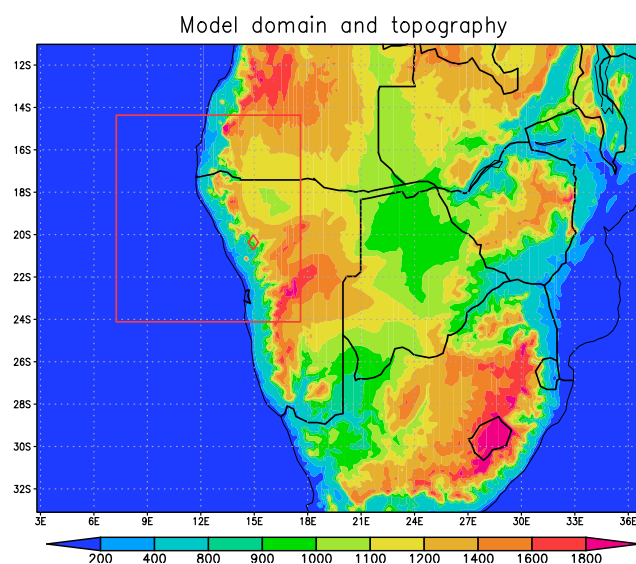 Model domain and topography
12S
14S
16S
18S
20S
22S
24S
26S
28S
30S
32S
3E 6E 9E 12E 15E 18E 21E 24E 27E 30E 33E 36E
200 400 800 900 1000 1100 1200 1400 1600 1800